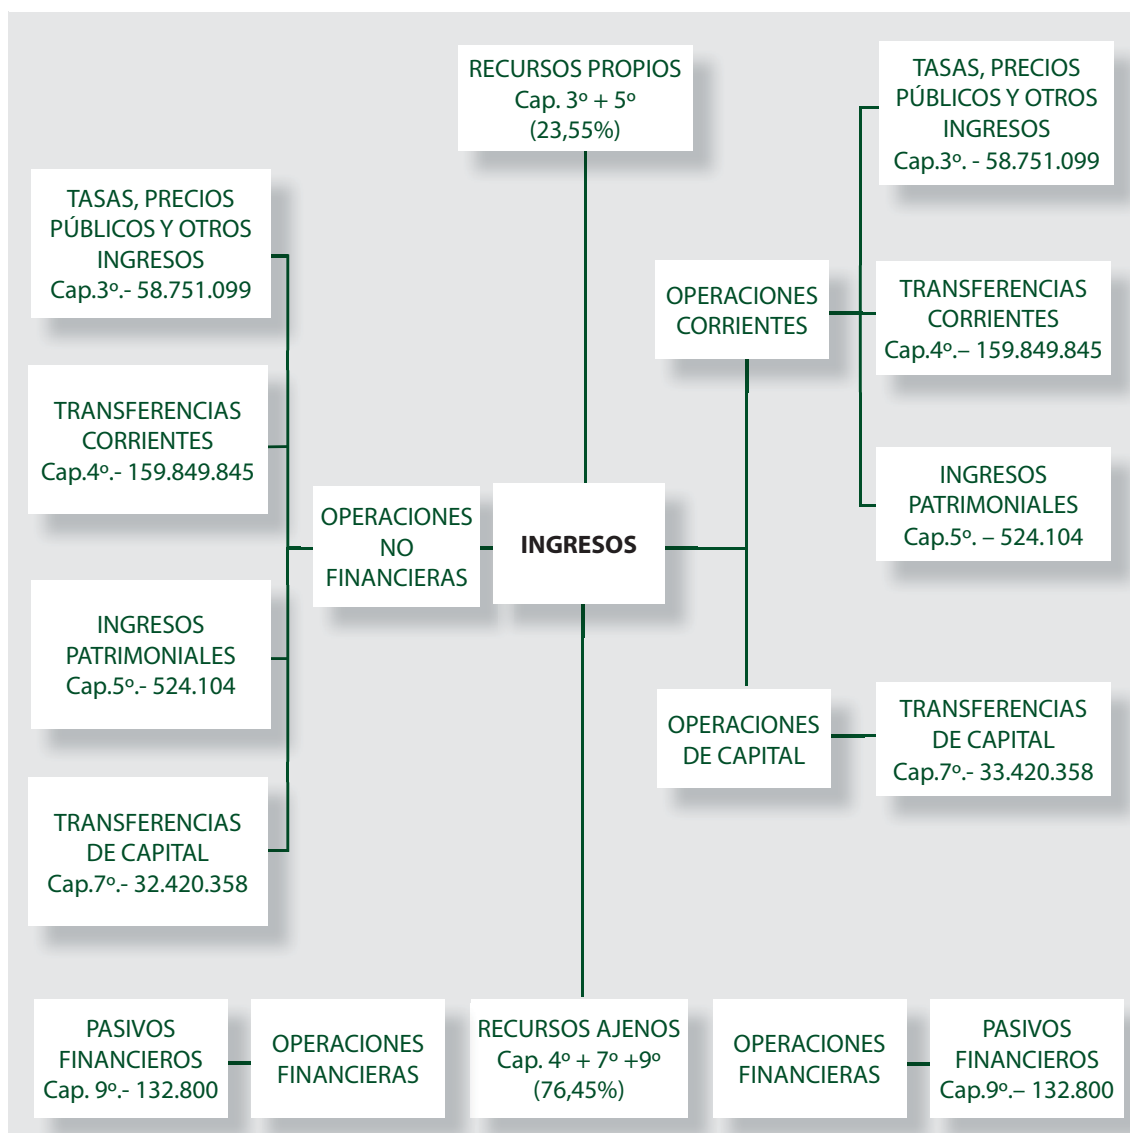 RECURSOS PROPIOS
Cap. 3º + 5º
(23,55%)
TASAS, PRECIOS
PÚBLICOS Y OTROS
INGRESOS
Cap.3º. - 58.751.099
TASAS, PRECIOS
PÚBLICOS Y OTROS
INGRESOS
Cap.3º.- 58.751.099
OPERACIONES
CORRIENTES
TRANSFERENCIAS
CORRIENTES
Cap.4º.– 159.849.845
TRANSFERENCIAS
CORRIENTES
Cap.4º.- 159.849.845
INGRESOS
PATRIMONIALES
Cap.5º. – 524.104
OPERACIONES
NO
FINANCIERAS
INGRESOS
INGRESOS
PATRIMONIALES
Cap.5º.- 524.104
OPERACIONES
DE CAPITAL
TRANSFERENCIAS
DE CAPITAL
Cap.7º.- 33.420.358
TRANSFERENCIAS
DE CAPITAL
Cap.7º.- 32.420.358
PASIVOS
FINANCIEROS
Cap. 9º.- 132.800
OPERACIONES
FINANCIERAS
RECURSOS AJENOS
Cap. 4º + 7º +9º
(76,45%)
OPERACIONES
FINANCIERAS
PASIVOS
FINANCIEROS
Cap.9º.– 132.800